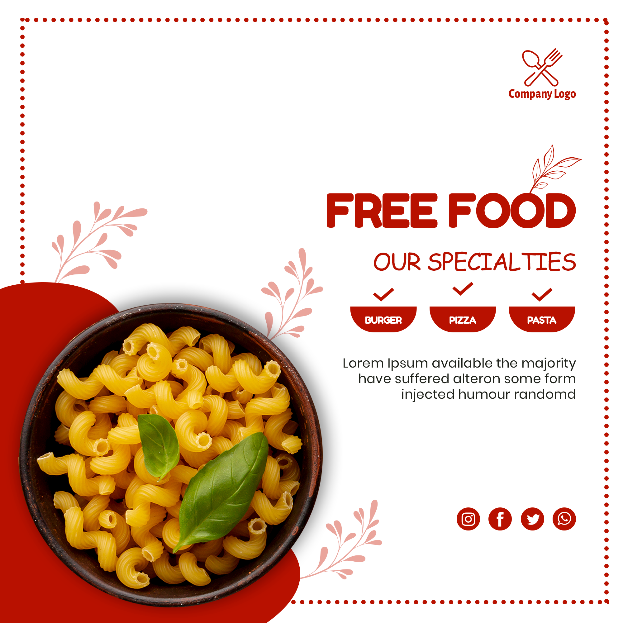 Company Logo
FREE FOOD
OUR SPECIALTIES
BURGER PIZZA PASTA
Lorem Ipsum available the majority
have suffered alteron some form
injected humour randomd